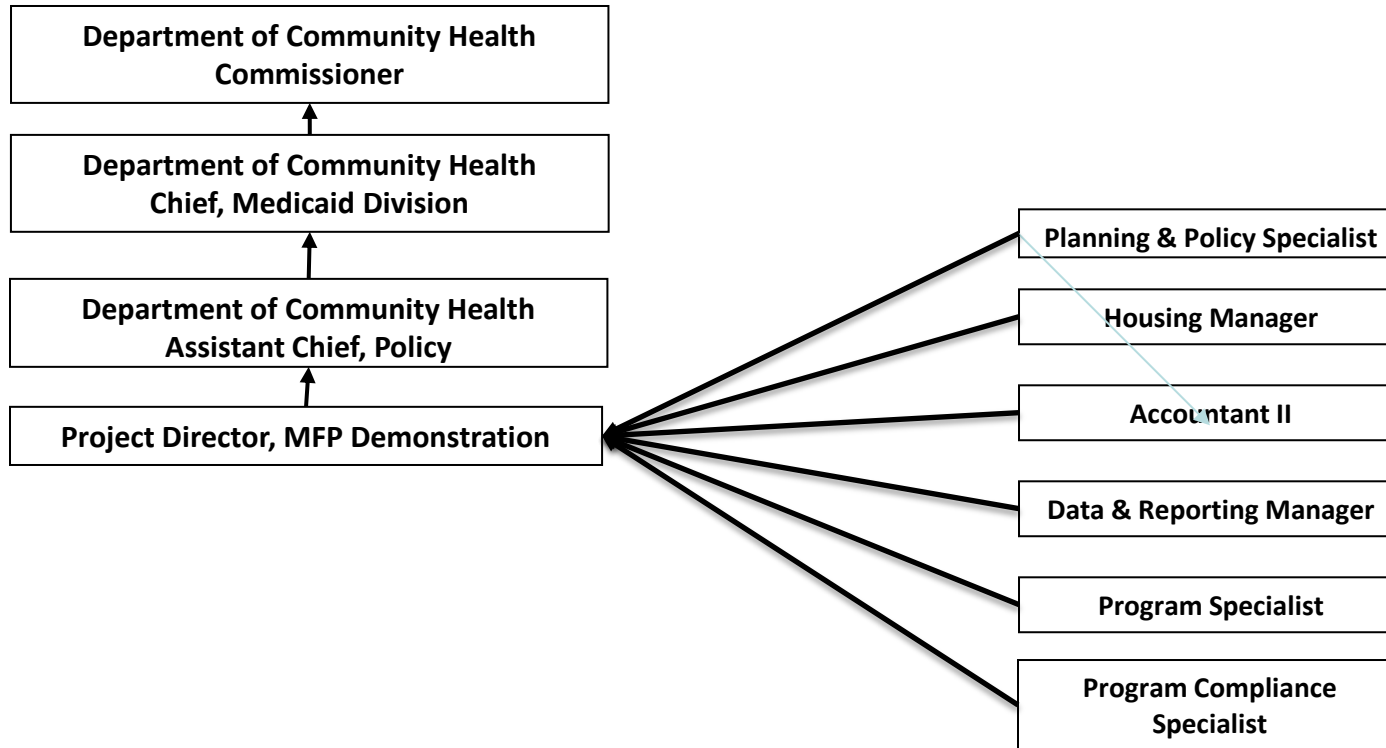 Department of Community Health
Commissioner
Department of Community Health
Chief, Medicaid Division
Department of Community Health
Assistant Chief, Policy
Project Director, MFP Demonstration
Planning & Policy Specialist
Housing Manager
Accountant II
Data & Reporting Manager
Program Specialist
Program Compliance
Specialist